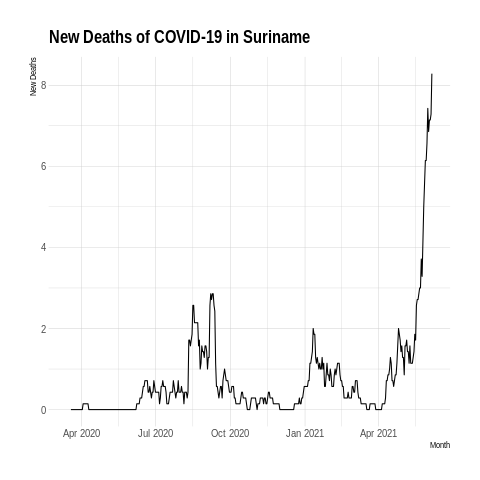 New Deaths of COVID-19 in Suriname
New Deaths
8
6
4
2
0
Apr 2020 Jul 2020 Oct 2020 Jan 2021 Apr 2021
Month